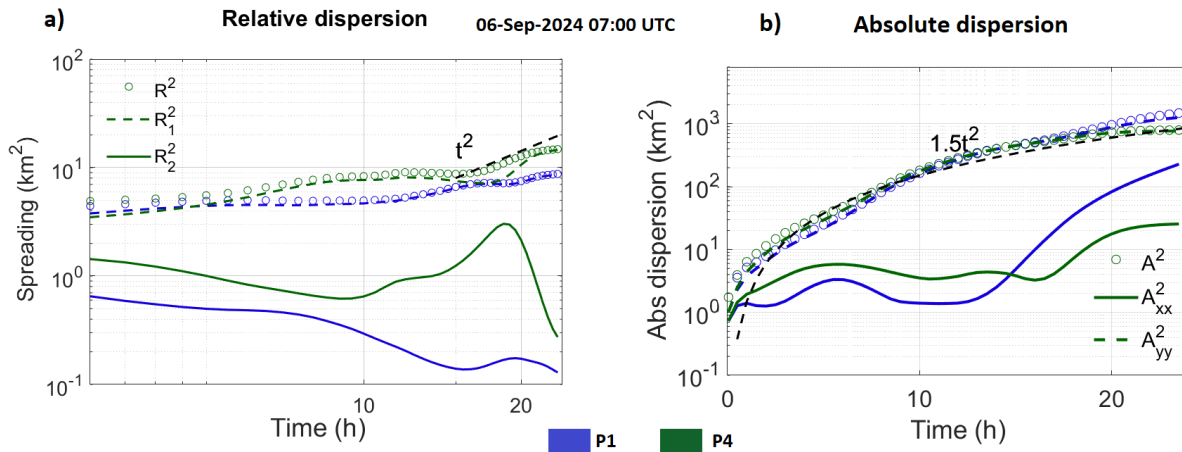 a) Relative dispersion
06-Sep-2024 07:00 UTC
b) Absolute dispersion
Spreading (km²)
10²
10¹
10⁰
10⁻¹
R²
R₁²
R₂²
t²
10
20
Time (h)
Abs dispersion (km²)
10³
10²
10¹
10⁰
10⁻¹
1.5t²
A²
A²xx
A²yy
0
10
20
Time (h)
P1
P4